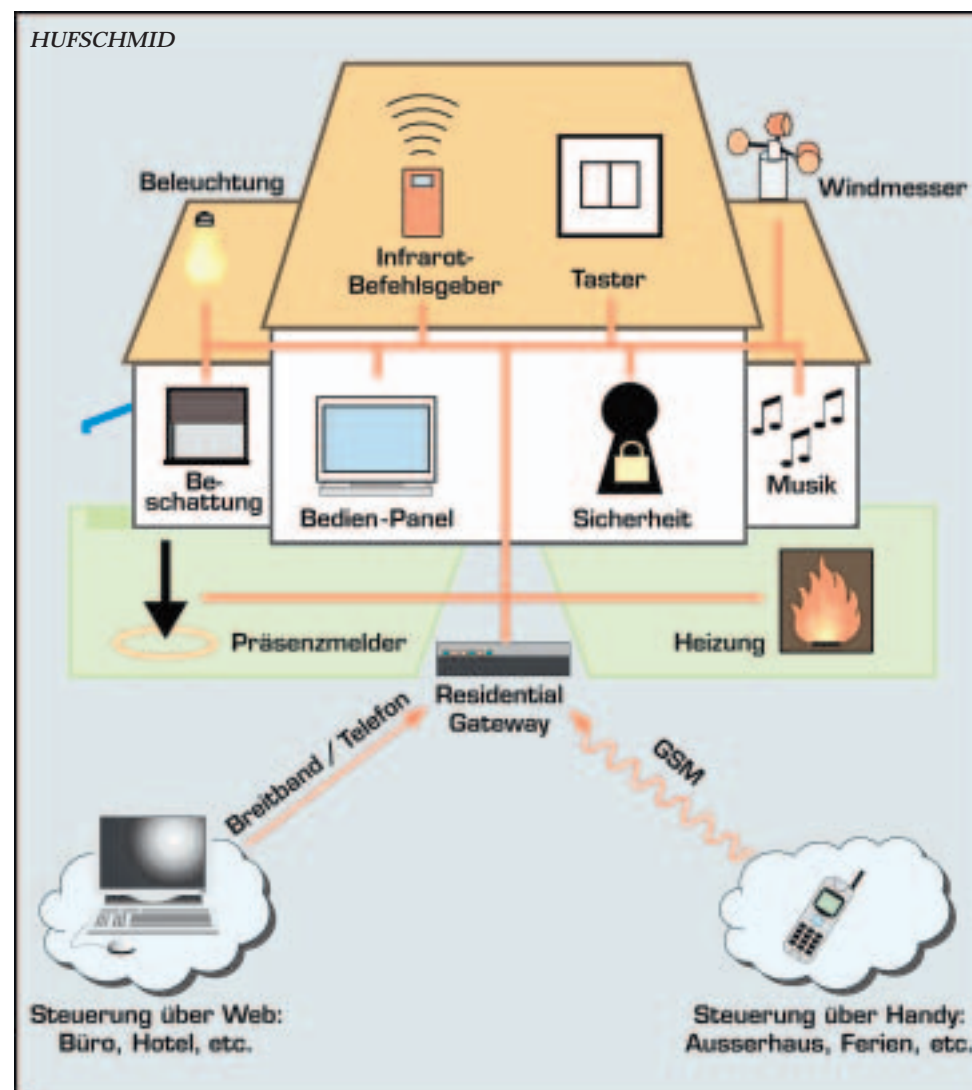 HUFSCHMID
Beleuchtung
Windmesser
Infrarot-
Befehlsgeber
Taster
Be-
schattung
Bedien-Panel
Sicherheit
Musik
Präsenzmelder
Heizung
Residential
Gateway
Breitband / Telefon
GSM
Steuerung über Web:
Büro, Hotel, etc.
Steuerung über Handy:
Ausserhaus, Ferien, etc.